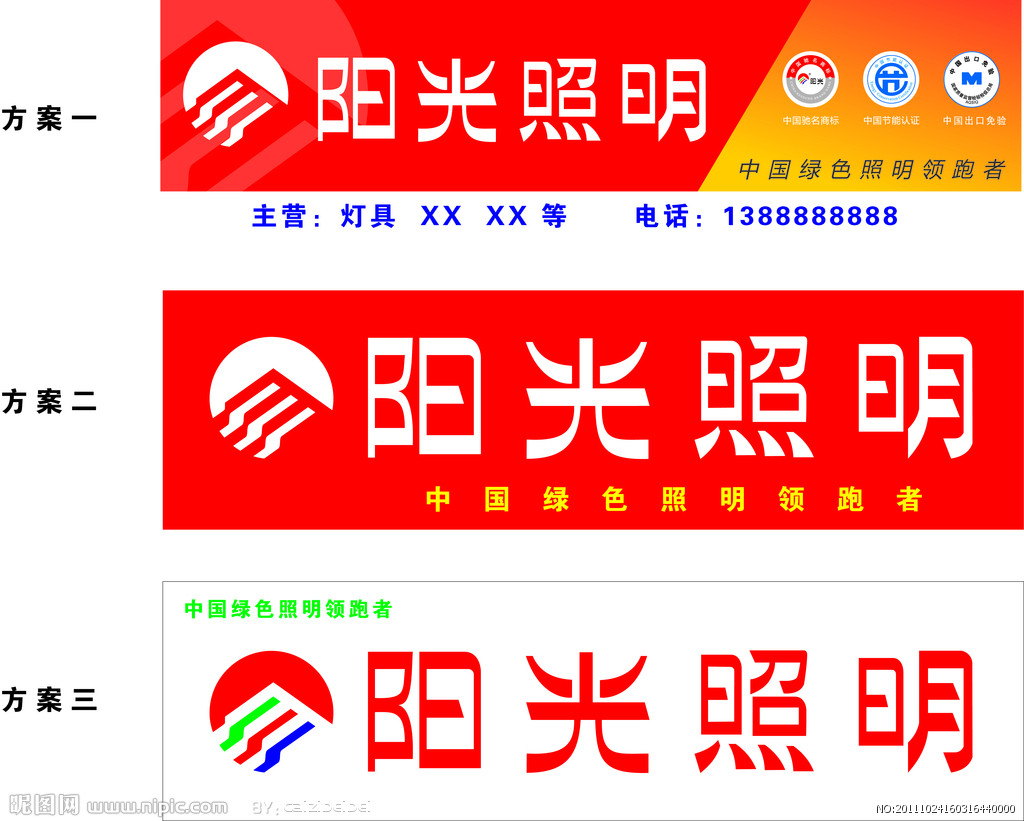 方案一
阳光照明
中国驰名商标
中国节能认证
中国出口免验
中国绿色照明领跑者
主营：灯具 XX XX 等 电话：1388888888
方案二
阳光照明
中国绿色照明领跑者
方案三
中国绿色照明领跑者
阳光照明
昵图网 www.nipic.com BY: caizibeibei
NO:20111024160316440000